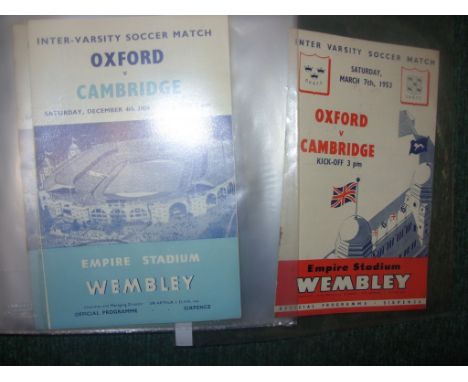 INTER-VARSITY SOCCER MATCH
OXFORD
v
CAMBRIDGE
SATURDAY, DECEMBER 4th,
EMPIRE STADIUM
WEMBLEY
OFFICIAL PROGRAMME - - SIXPENCE
INTER VARSITY SOCCER MATCH
SATURDAY,
MARCH 7th, 1953
OXFORD
v
CAMBRIDGE
KICK-OFF 3 pm
Empire Stadium
WEMBLEY
OFFICIAL PROGRAMME · SIXPENCE